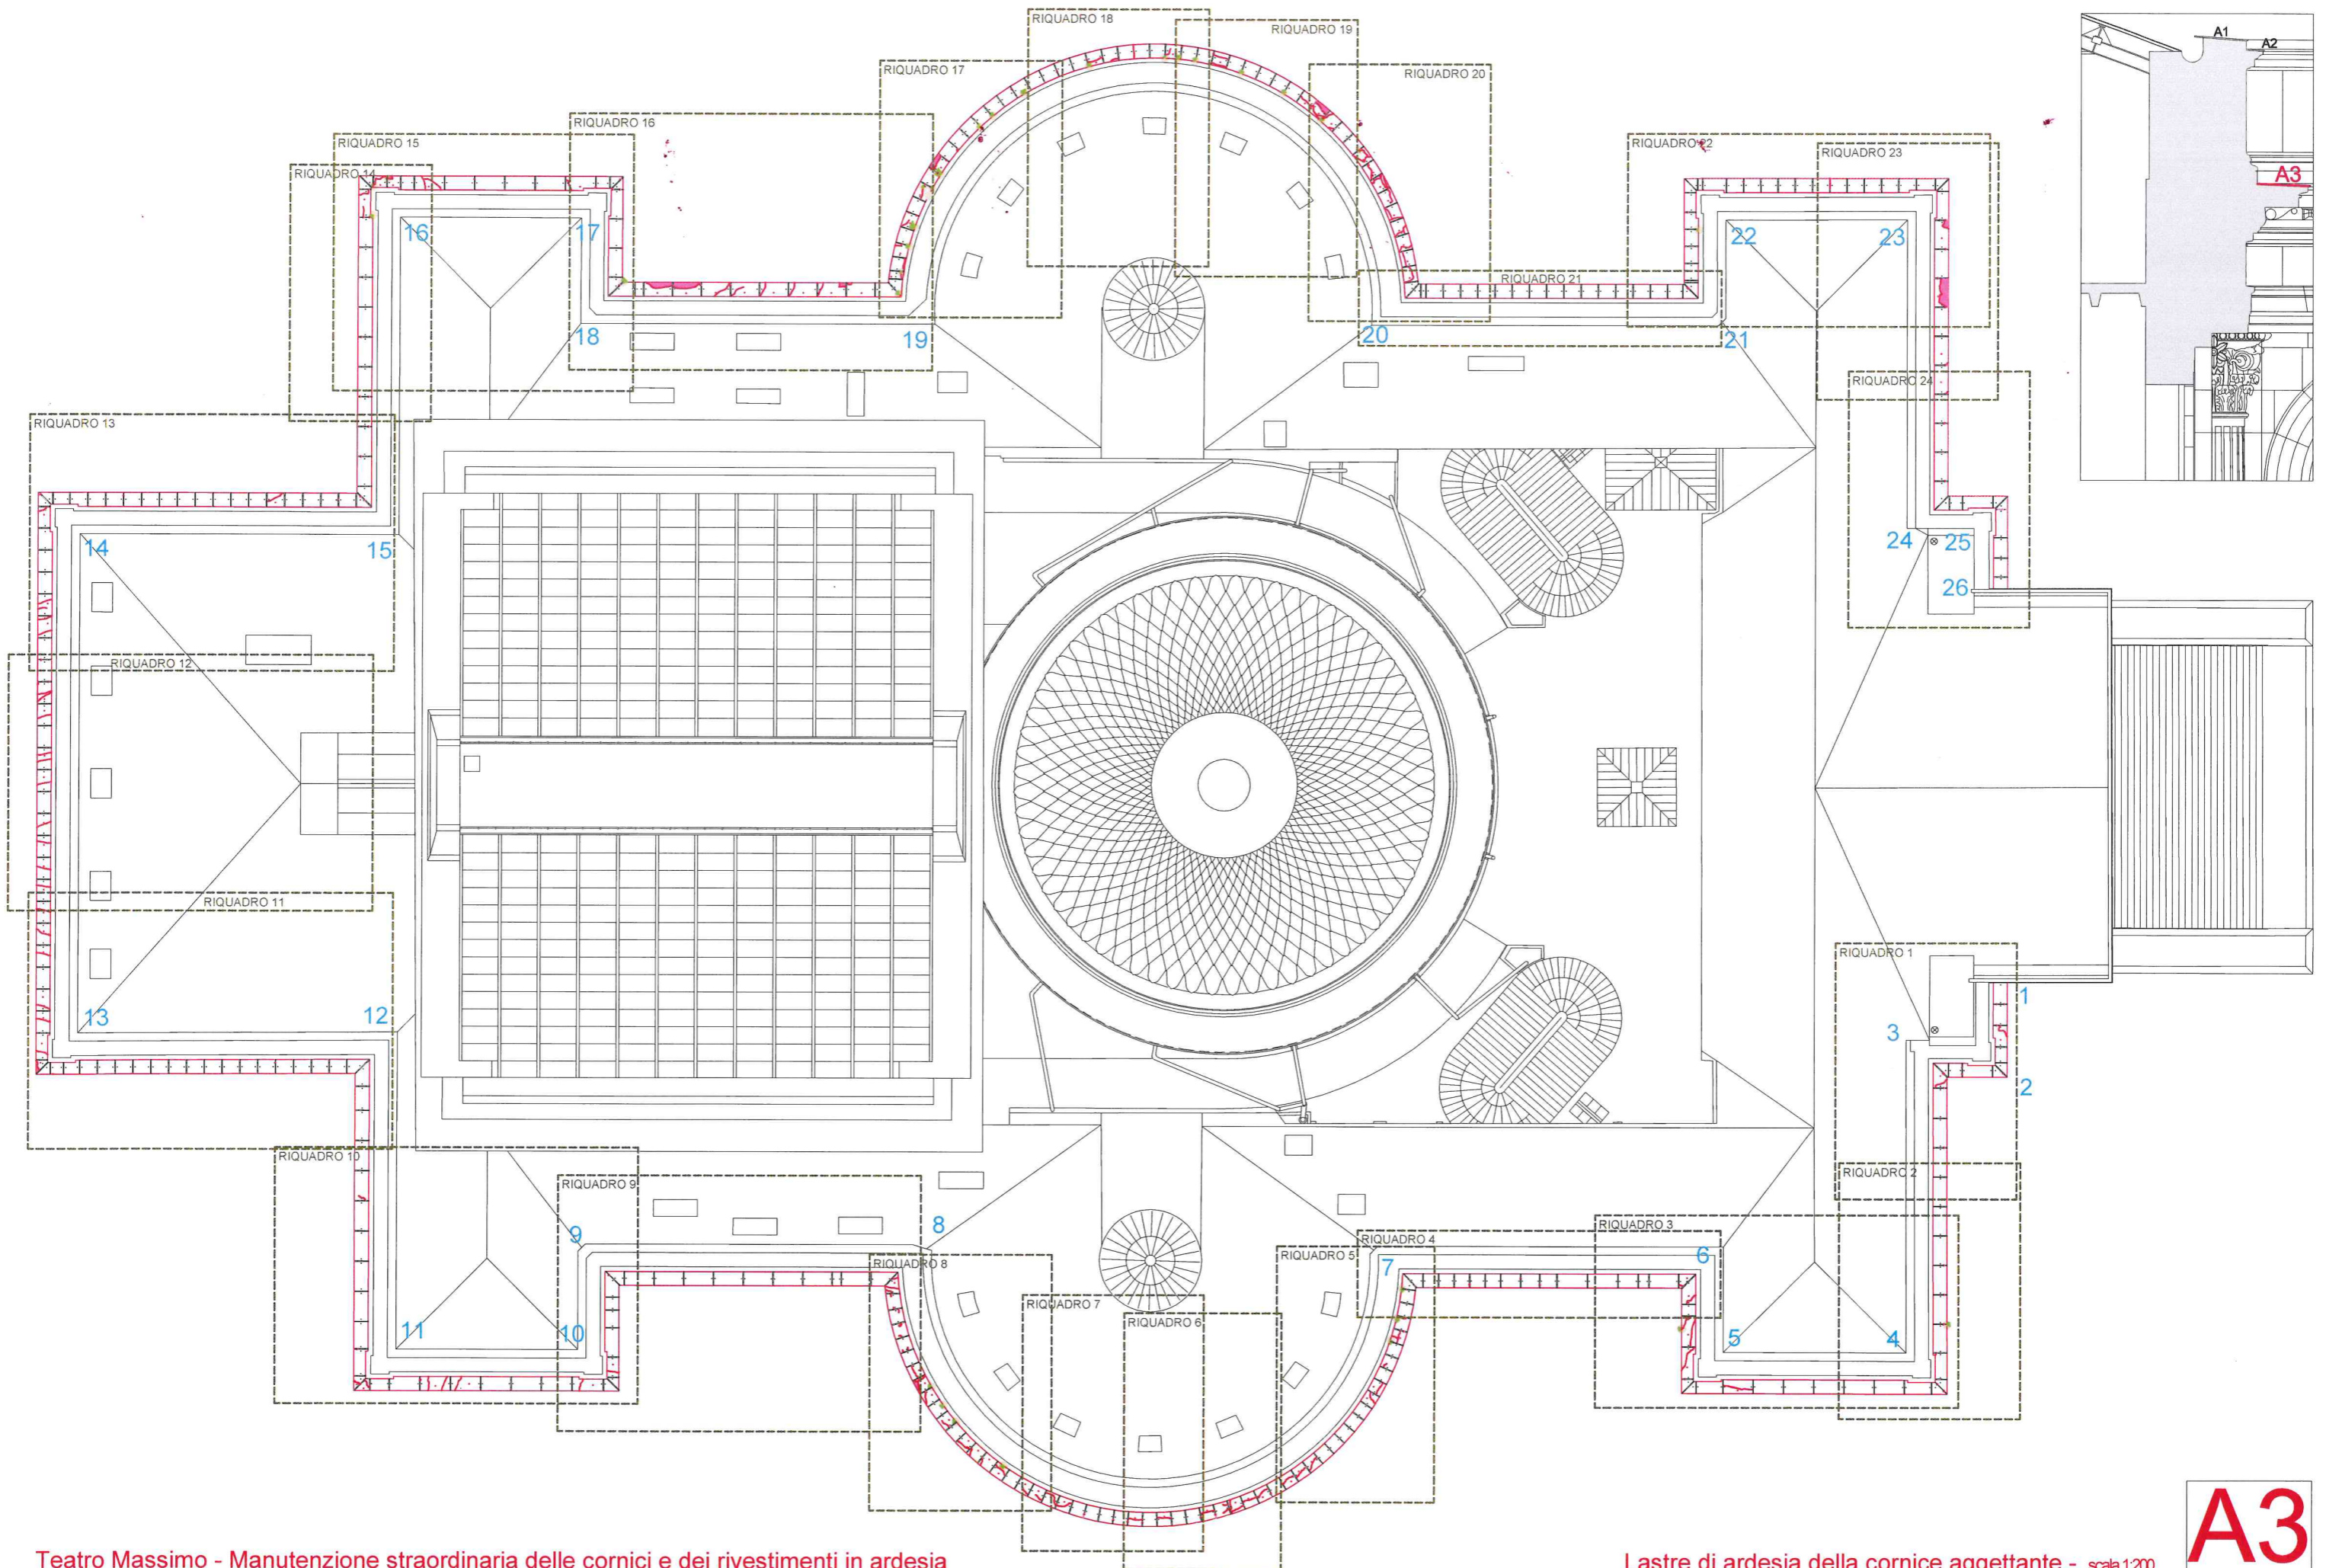 RIQUADRO 18
RIQUADRO 19
RIQUADRO 17
RIQUADRO 20
A1
A2
RIQUADRO 16
RIQUADRO 15
RIQUADRO 22
RIQUADRO 23
RIQUADRO 14
A3
16
17
22
23
RIQUADRO 21
18
19
20
21
RIQUADRO 24
RIQUADRO 13
14
15
24
25
26
RIQUADRO 12
RIQUADRO 11
RIQUADRO 1
1
13
12
3
2
RIQUADRO 10
RIQUADRO 9
RIQUADRO 2
8
RIQUADRO 3
9
RIQUADRO 4
RIQUADRO 5
6
RIQUADRO 8
7
RIQUADRO 7
RIQUADRO 6
11
10
5
4
A3
Teatro Massimo - Manutenzione straordinaria delle cornici e dei rivestimenti in ardesia
Lastre di ardesia della cornice aggettante - scala 1:200